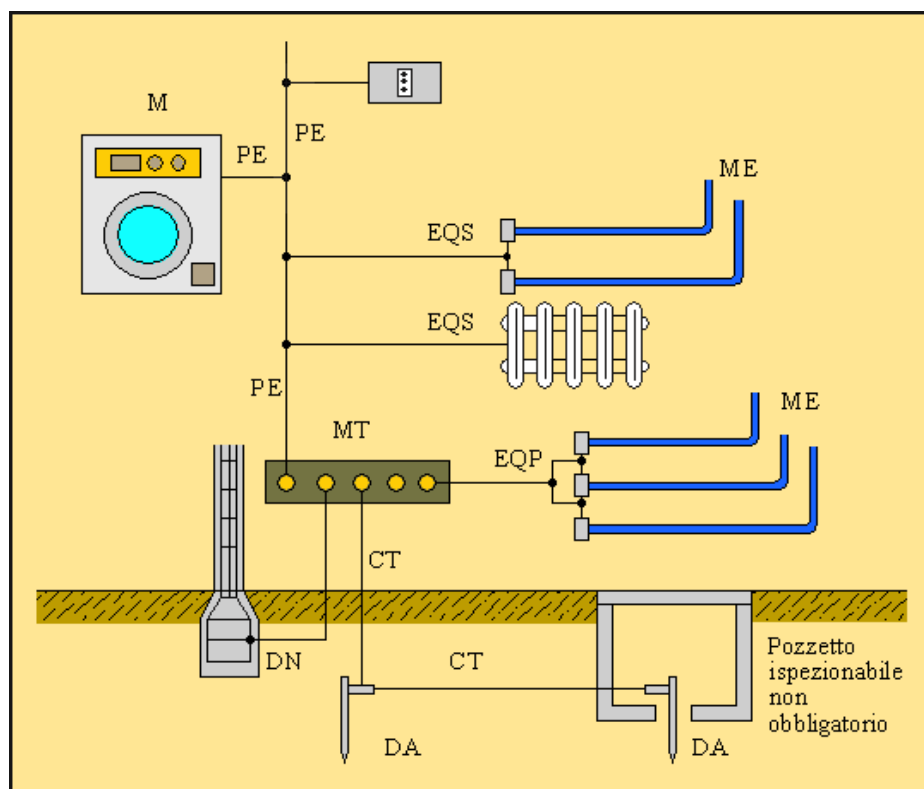 M
PE
PE
ME
EQS
EQS
PE
MT
ME
EQP
CT
DN
CT
Pozzetto
ispezionabile
non
obbligatorio
DA
DA